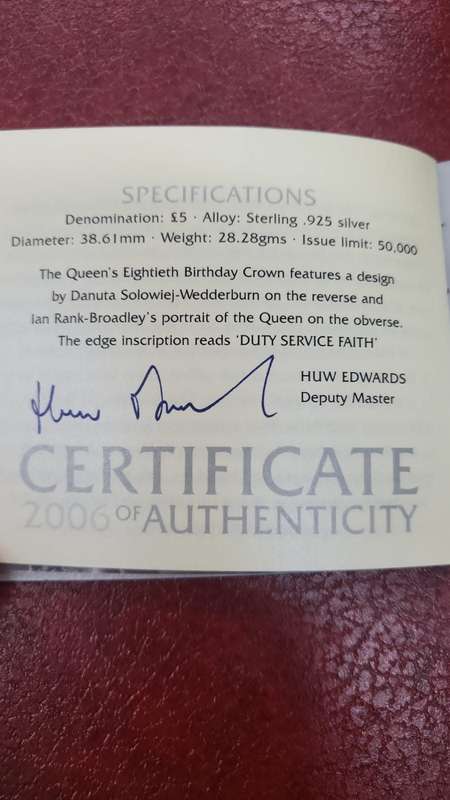 SPECIFICATIONS
Denomination: £5 · Alloy: Sterling .925 silver
Diameter: 38.61mm · Weight: 28.28gms · Issue limit: 50,000
The Queen's Eightieth Birthday Crown features a design
by Danuta Solowiej-Wedderburn on the reverse and
Ian Rank-Broadley's portrait of the Queen on the obverse.
The edge inscription reads 'DUTY SERVICE FAITH'
HUW EDWARDS
Deputy Master
CERTIFICATE
2006 OF AUTHENTICITY